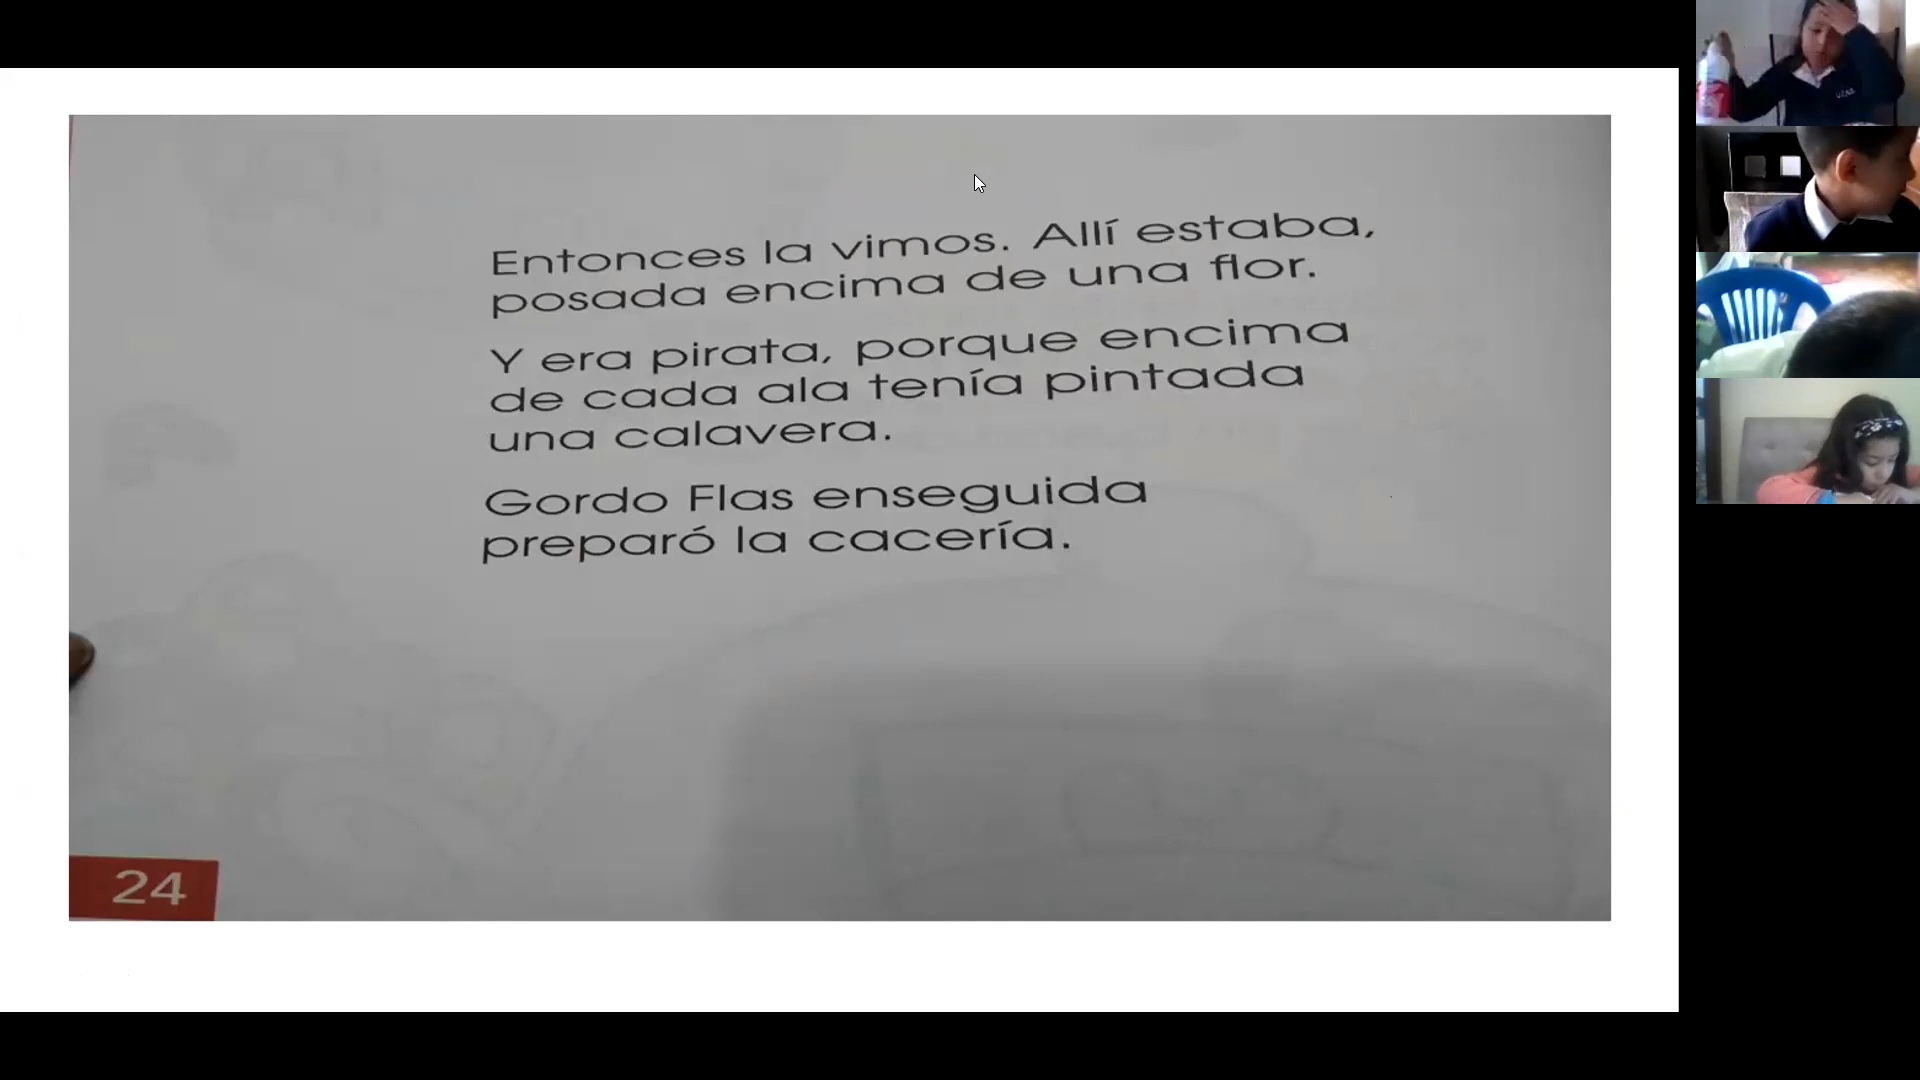 Entonces la vimos. Allí estaba,
posada encima de una flor.
Y era pirata, porque encima
de cada ala tenía pintada
una calavera.
Gordo Flas enseguida
preparó la cacería.
24